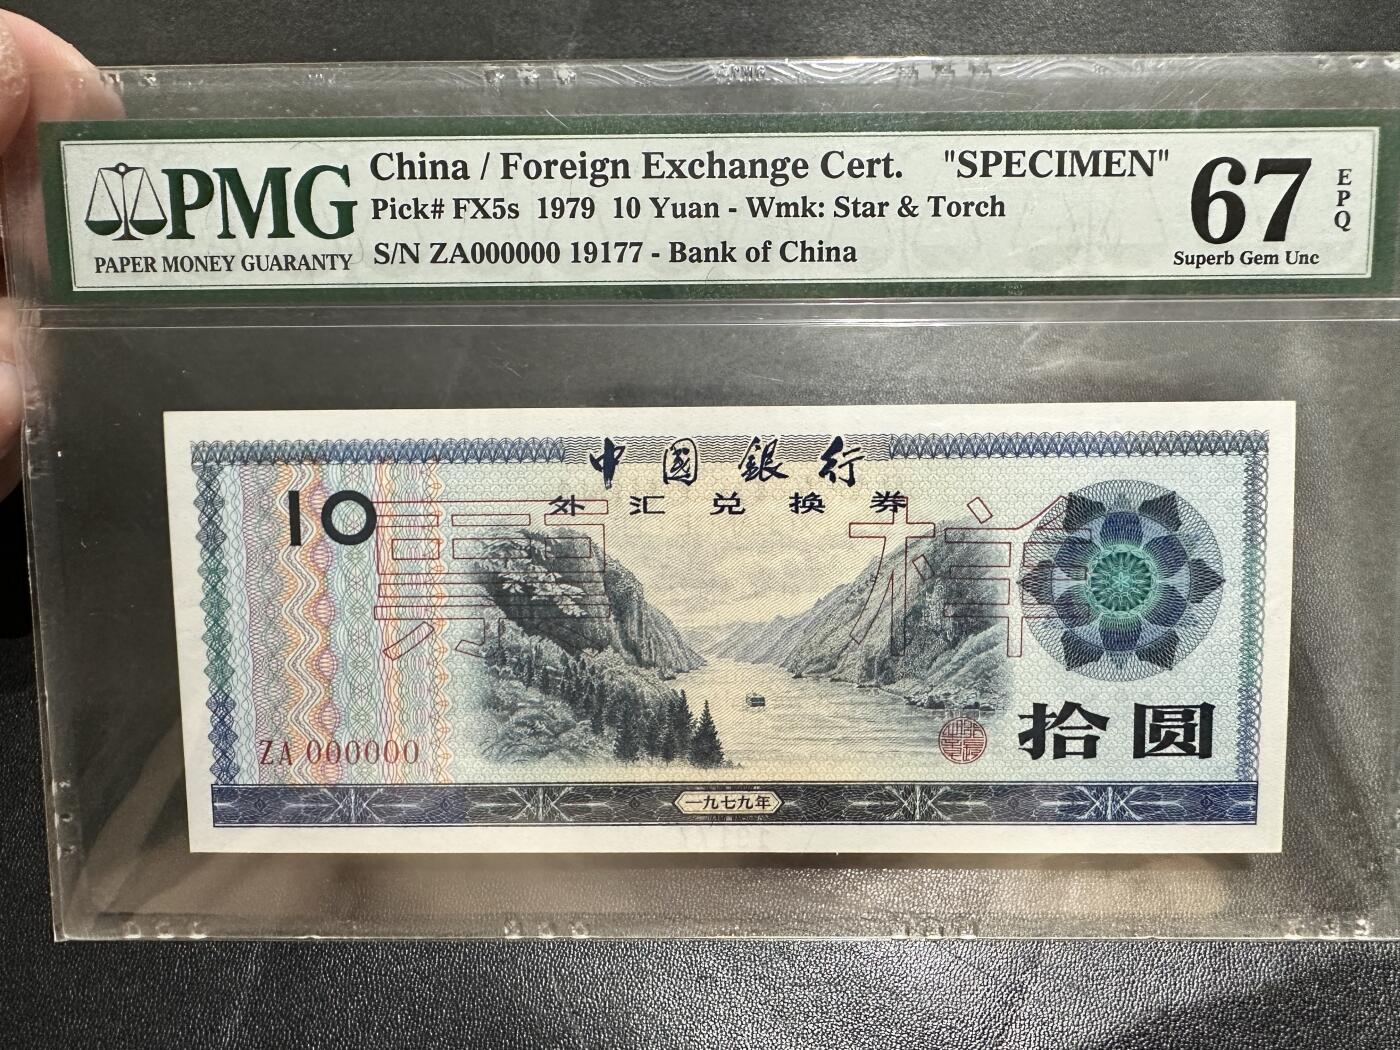 PMG
PAPER MONEY GUARANTY
China / Foreign Exchange Cert. "SPECIMEN"
Pick# FX5s 1979 10 Yuan - Wmk: Star & Torch
S/N ZA000000 19177 - Bank of China
67
EPQ
Superb Gem Unc
中國銀行
外汇兑换券
10
票样
ZA 000000
拾圆
一九七九年